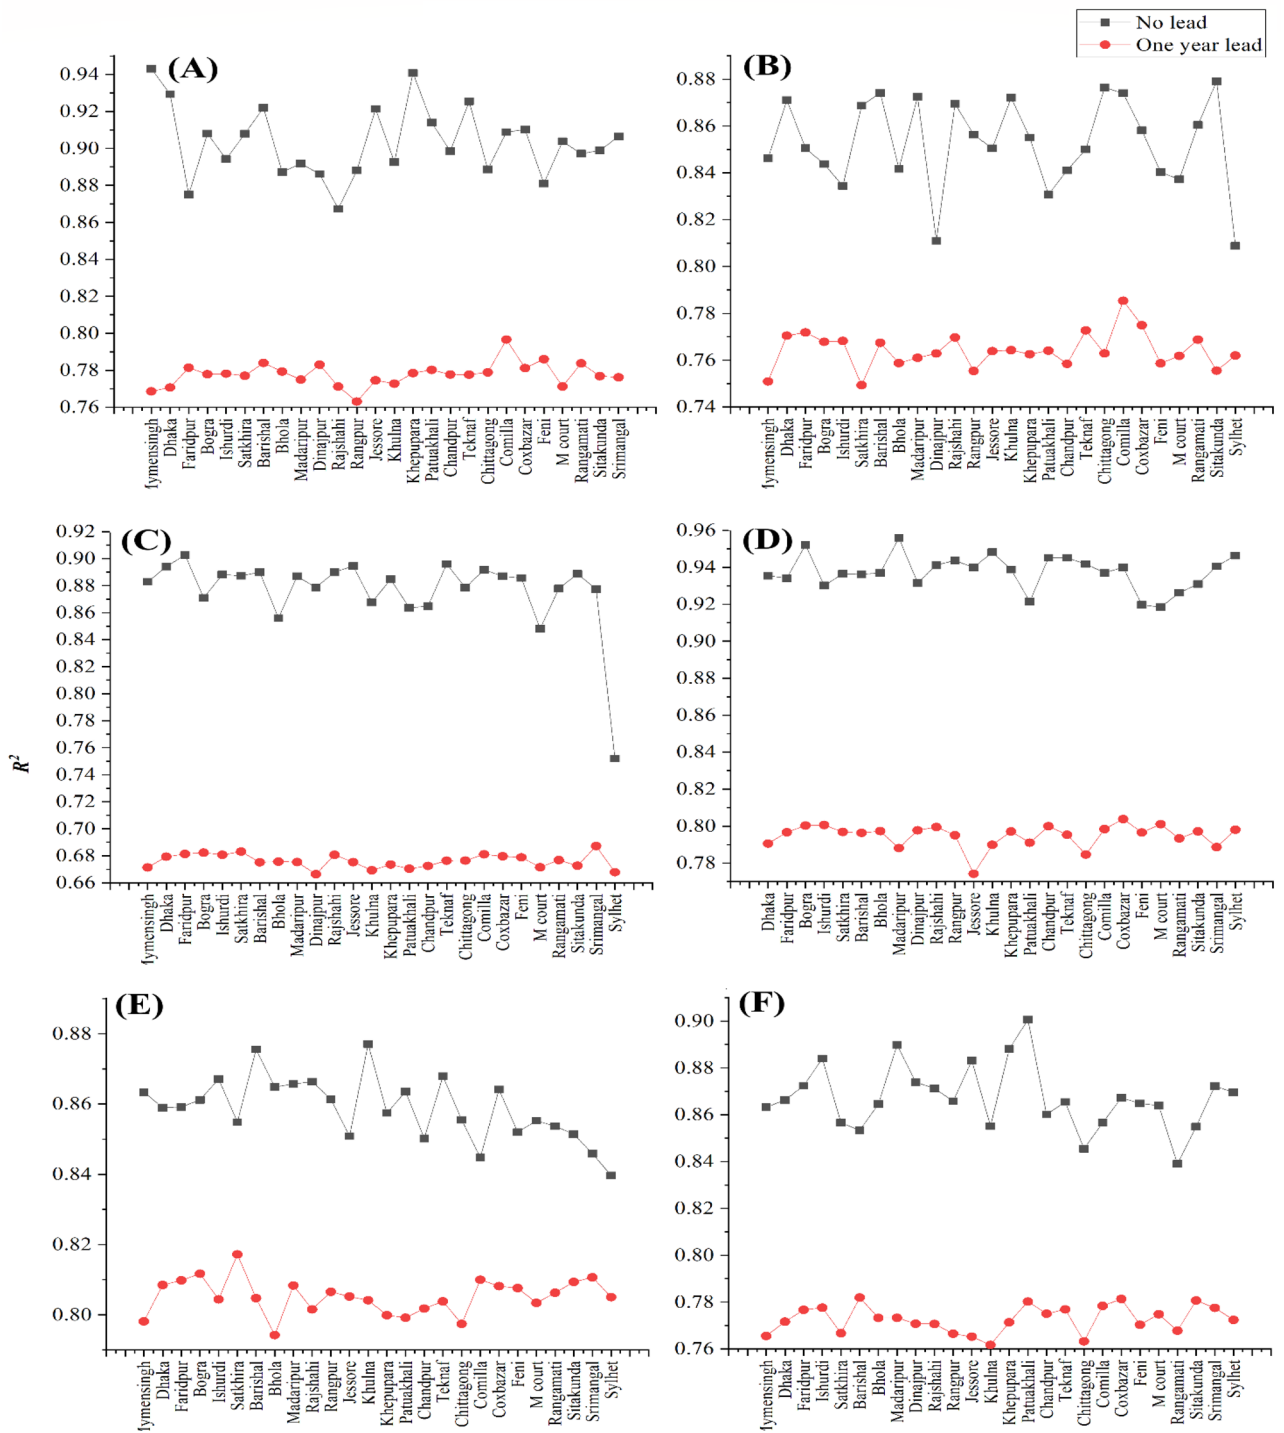 No lead
One year lead
(A)
0.94
0.92
0.90
0.88
0.86
0.84
0.82
0.80
0.78
0.76
Mymensingh
Dhaka
Faridpur
Bogra
Ishurdi
Satkhira
Barishal
Bhola
Madaripur
Dinajpur
Rajshahi
Rangpur
Jessore
Khulna
Khepupara
Patuakhali
Chandpur
Teknaf
Chittagong
Comilla
Coxbazar
Feni
M court
Rangamati
Sitakunda
Srimangal
(B)
0.88
0.86
0.84
0.82
0.80
0.78
0.76
0.74
Mymensingh
Dhaka
Faridpur
Bogra
Ishurdi
Satkhira
Barishal
Bhola
Madaripur
Dinajpur
Rajshahi
Rangpur
Jessore
Khulna
Khepupara
Patuakhali
Chandpur
Teknaf
Chittagong
Comilla
Coxbazar
Feni
M court
Rangamati
Sitakunda
Sylhet
R²
(C)
0.92
0.90
0.88
0.86
0.84
0.82
0.80
0.78
0.76
0.74
0.72
0.70
0.68
0.66
Mymensingh
Dhaka
Faridpur
Bogra
Ishurdi
Satkhira
Barishal
Bhola
Madaripur
Dinajpur
Rajshahi
Jessore
Khulna
Khepupara
Patuakhali
Chandpur
Teknaf
Chittagong
Comilla
Coxbazar
Feni
M court
Rangamati
Sitakunda
Srimangal
Sylhet
(D)
0.96
0.94
0.92
0.90
0.88
0.86
0.84
0.82
0.80
0.78
Dhaka
Faridpur
Bogra
Ishurdi
Satkhira
Barishal
Bhola
Madaripur
Dinajpur
Rajshahi
Rangpur
Jessore
Khulna
Khepupara
Patuakhali
Chandpur
Teknaf
Chittagong
Comilla
Coxbazar
Feni
M court
Rangamati
Sitakunda
Srimangal
Sylhet
(E)
0.88
0.86
0.84
0.82
0.80
Mymensingh
Dhaka
Faridpur
Bogra
Ishurdi
Satkhira
Barishal
Bhola
Madaripur
Rajshahi
Rangpur
Jessore
Khulna
Khepupara
Patuakhali
Chandpur
Teknaf
Chittagong
Comilla
Coxbazar
Feni
M court
Rangamati
Sitakunda
Srimangal
Sylhet
(F)
0.90
0.88
0.86
0.84
0.82
0.80
0.78
0.76
Mymensingh
Dhaka
Faridpur
Ishurdi
Satkhira
Barishal
Bhola
Madaripur
Dinajpur
Rajshahi
Rangpur
Jessore
Khulna
Khepupara
Patuakhali
Chandpur
Teknaf
Chittagong
Comilla
Coxbazar
Feni
M court
Rangamati
Sitakunda
Srimangal
Sylhet